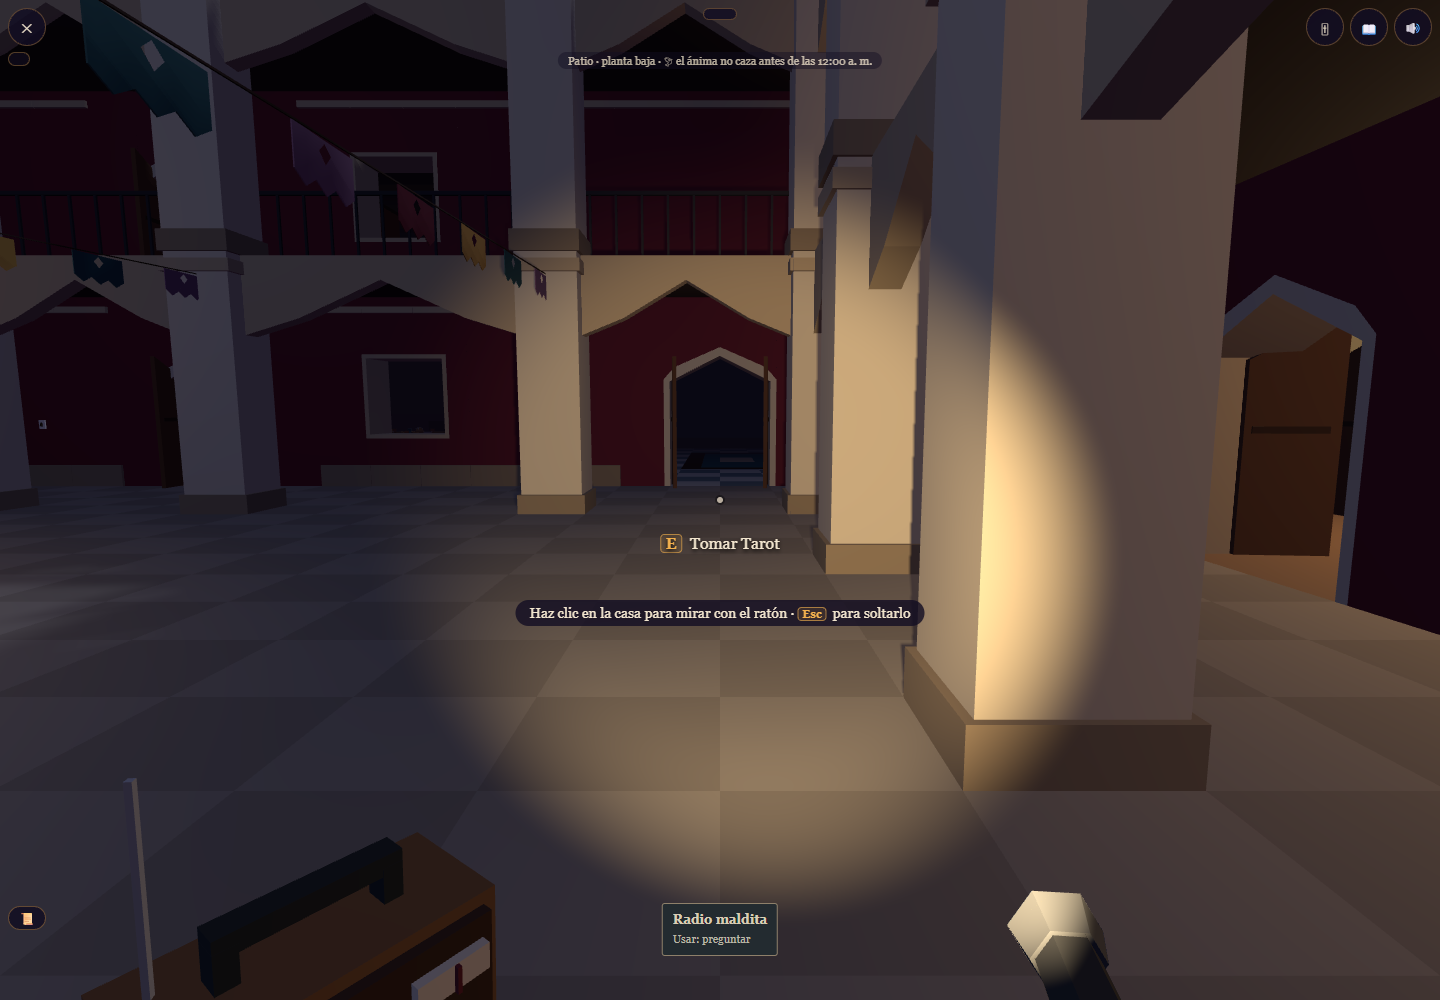 Patio · planta baja · 🕊 el ánima no caza antes de las 12:00 a. m.
E Tomar Tarot
Haz clic en la casa para mirar con el ratón · Esc para soltarlo
Radio maldita
Usar: preguntar